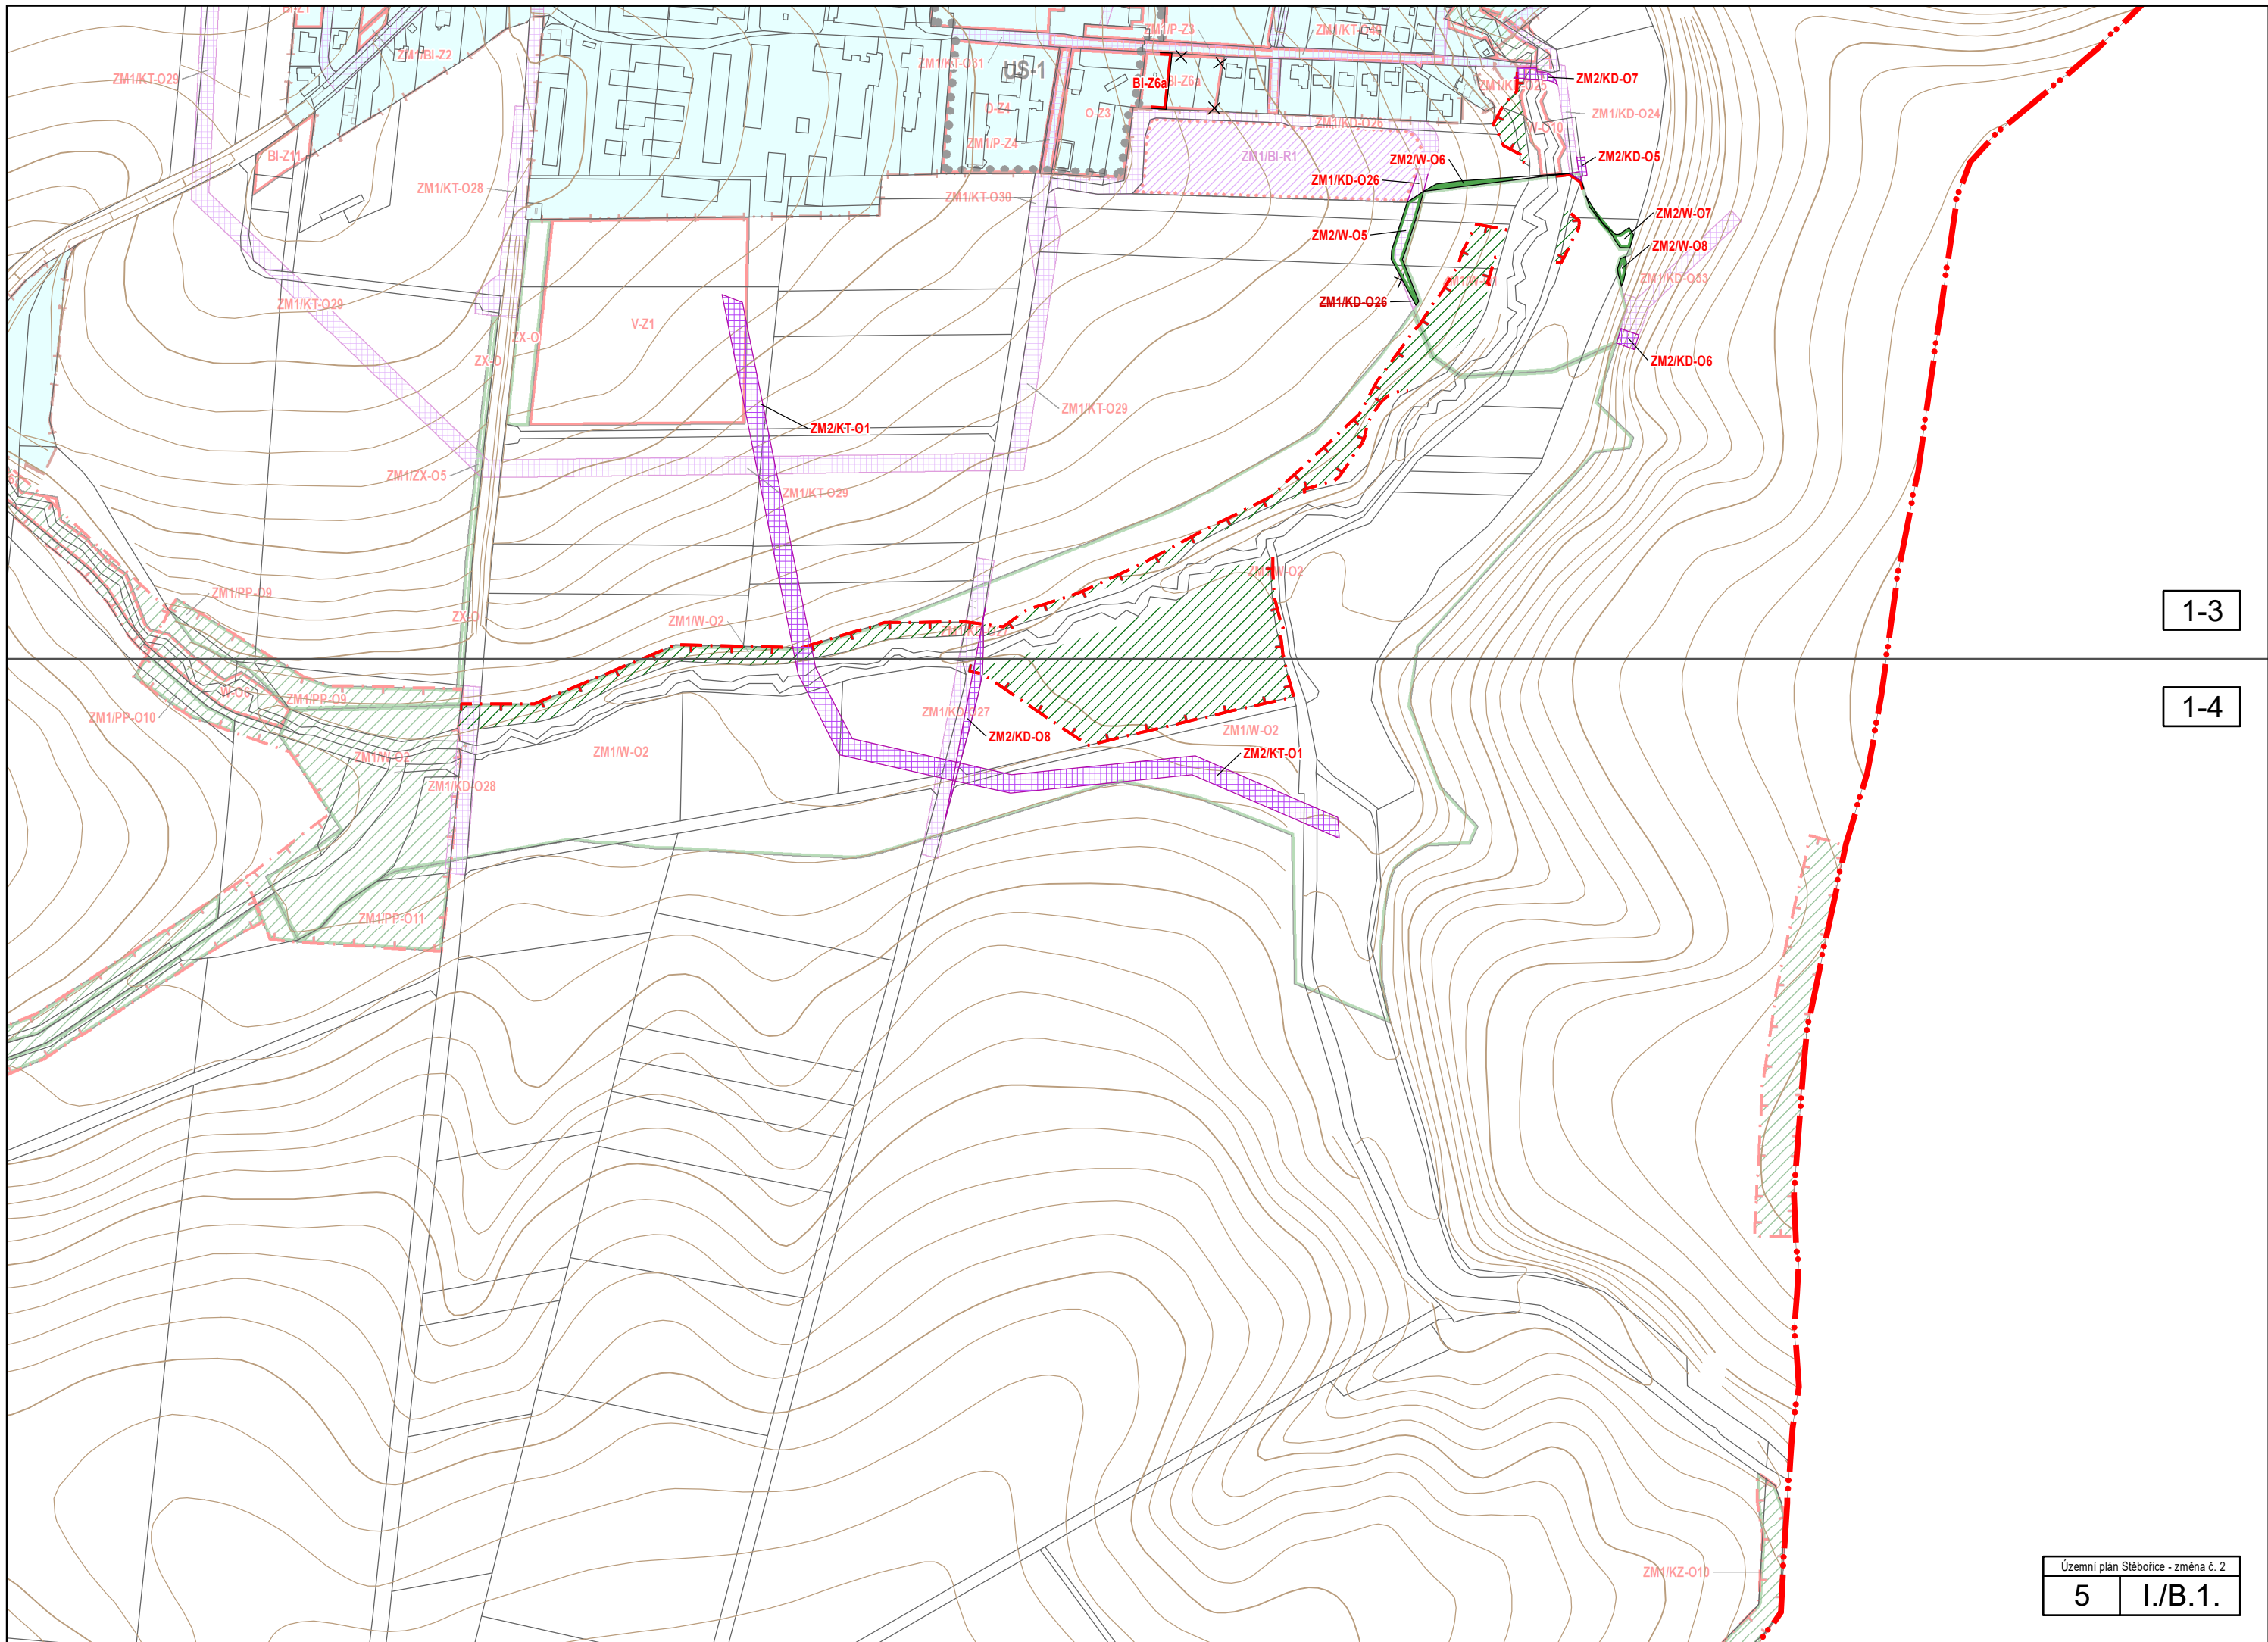 BI-Z1
ZM1/BI-Z2
ZM1/KT-O29
BI-Z11
ZM1/KT-O28
ZM1/KT-O29
ZM1/P-Z3
US-1
O-Z4
ZM1/P-Z4
O-Z3
BI-Z6a
BI-Z6a
ZM2/KD-O7
ZM1/KD-O24
ZM1/KD-O26
ZM1/BI-R1
ZM2/W-O6
ZM1/KD-O26
ZM2/KD-O5
ZM1/KT-O30
ZM2/W-O5
ZM2/W-O7
ZM2/W-O8
ZM1/KD-O33
ZM1/KD-O26
ZX-O
ZX-O
V-Z1
ZM2/KD-O6
ZM1/KT-O29
ZM2/KT-O1
ZM1/ZX-O5
ZM1/KT-O29
ZM1/PP-O9
ZM1/W-O2
ZX-O
ZM1/W-O2
1-3
ZM1/PP-O9
ZM1/PP-O10
W-O6
ZM1/KD-O27
1-4
ZM2/KD-O8
ZM1/W-O2
ZM1/W-O2
ZM1/W-O2
ZM2/KT-O1
ZM1/KD-O28
ZM1/PP-O11
ZM1/KZ-O10
Územní plán Stěbořice - změna č. 2
5 I./B.1.